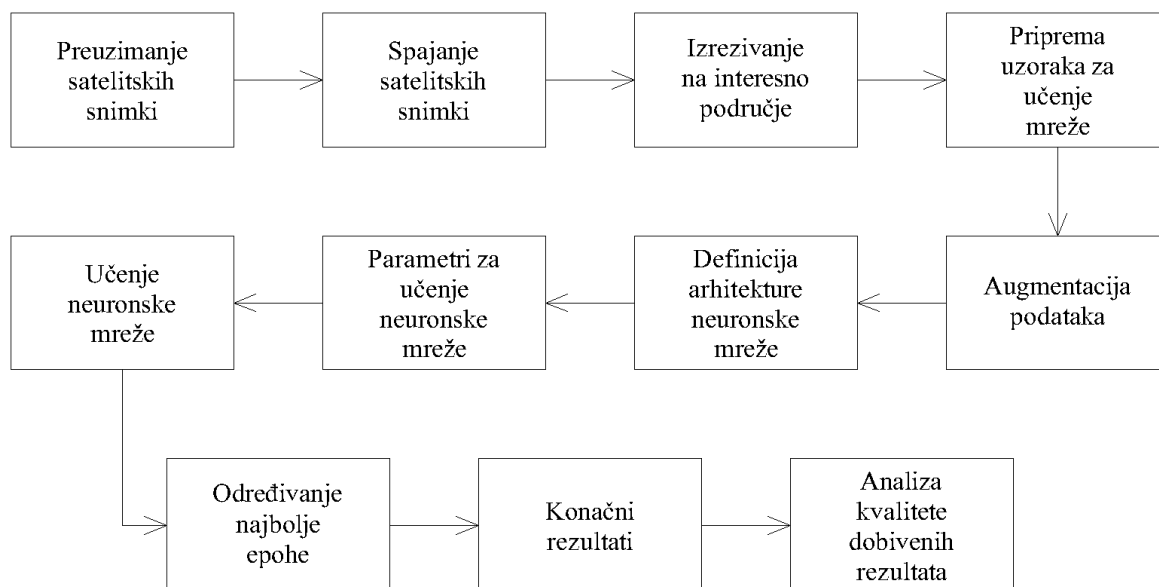 Preuzimanje
satelitskih
snimki
Spajanje
satelitskih
snimki
Izrezivanje
na interesno
područje
Priprema
uzoraka za
učenje
mreže
Augmentacija
podataka
Definicija
arhitekture
neuronske
mreže
Parametri za
učenje
neuronske
mreže
Učenje
neuronske
mreže
Određivanje
najbolje
epohe
Konačni
rezultati
Analiza
kvalitete
dobivenih
rezultata